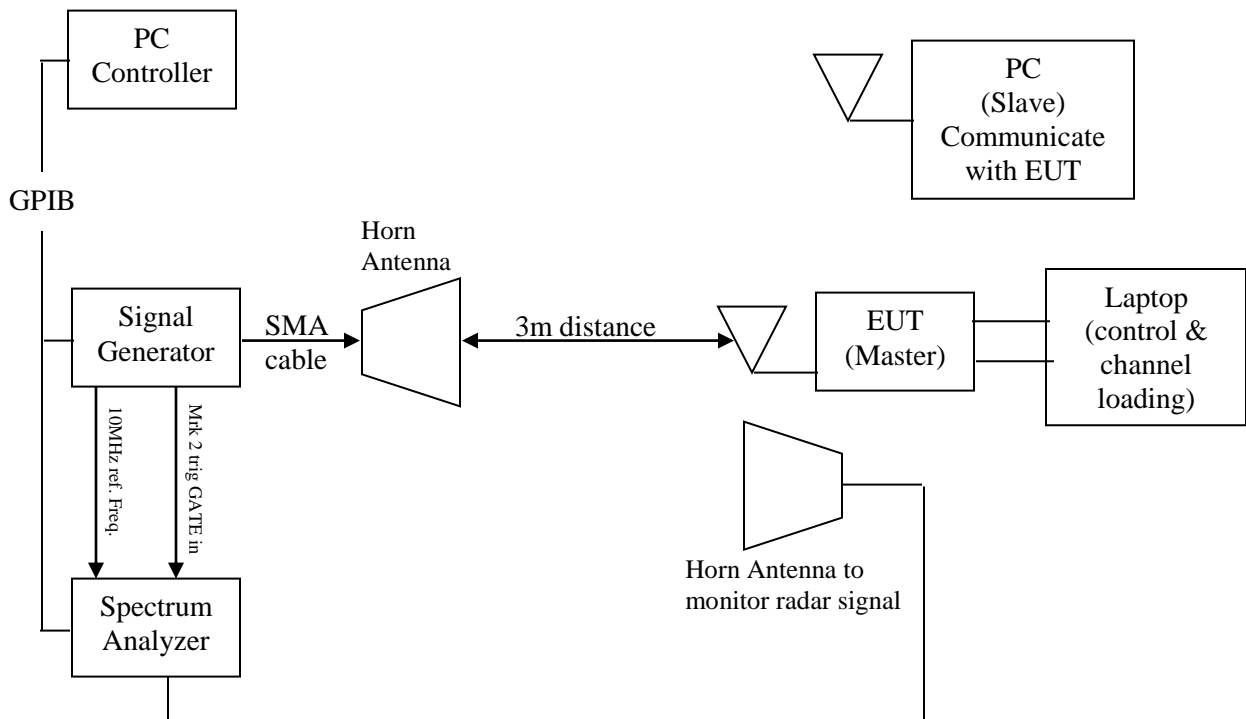 PC
Controller
PC
(Slave)
Communicate
with EUT
GPIB
Horn
Antenna
Signal
Generator
SMA
cable
3m distance
EUT
(Master)
Laptop
(control &
channel
loading)
10MHz ref. Freq.
Mrk 2 trig GATE in
Horn Antenna to
monitor radar signal
Spectrum
Analyzer